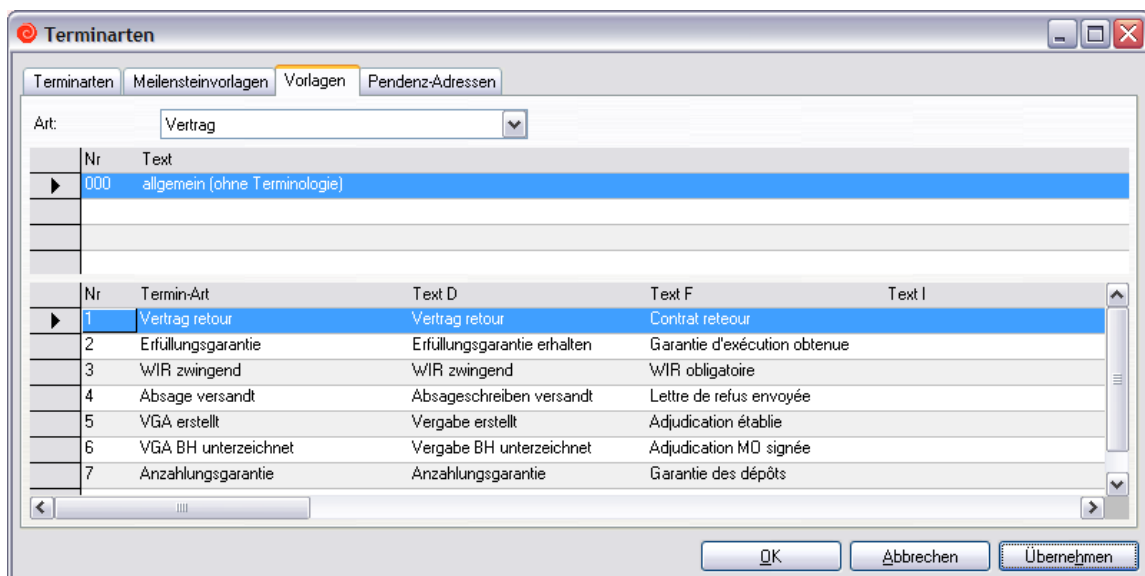 Terminarten
Terminarten Meilensteinvorlagen Vorlagen Pendenz-Adressen
Art: Vertrag
Nr Text
000 allgemein (ohne Terminologie)
Nr Termin-Art Text D Text F Text I
1 Vertrag retour Vertrag retour Contrat reteour
2 Erfüllungsgarantie Erfüllungsgarantie erhalten Garantie d'exécution obtenue
3 WIR zwingend WIR zwingend WIR obligatoire
4 Absage versandt Absageschreiben versandt Lettre de refus envoyée
5 VGA erstellt Vergabe erstellt Adjudication établie
6 VGA BH unterzeichnet Vergabe BH unterzeichnet Adjudication MO signée
7 Anzahlungsgarantie Anzahlungsgarantie Garantie des dépôts
OK Abbrechen Übernehmen